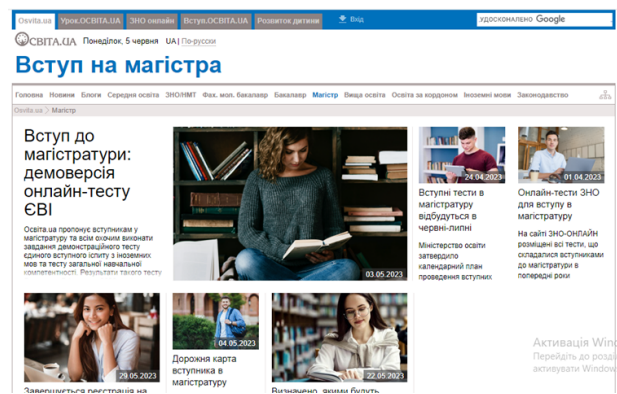 Osvita.ua Урок.ОСВІТА.UA ЗНО онлайн Вступ.ОСВІТА.UA Розвиток дитини Вхід УДОСКОНАЛЕНО Google
ОСВІТА.UA Понеділок, 5 червня UA | По-русски
Вступ на магістра
Головна Новини Блоги Середня освіта ЗНО/НМТ Фах. мол. бакалавр Бакалавр Магістр Вища освіта Освіта за кордоном Іноземні мови Законодавство
Osvita.ua Магістр
Вступ до
магістратури:
демоверсія
онлайн-тесту
ЄВІ
Osvita.ua пропонує вступникам у
магістратуру та всім охочим виконати
завдання демонстраційного тесту
єдиного вступного іспиту з іноземних
мов та тесту загальної навчальної
компетентності. Результати такого тесту
03.05.2023
24.04.2023
Вступні тести в
магістратуру
відбудуться в
червні-липні
Міністерство освіти
затвердило
календарний план
проведення вступних
01.04.2023
Онлайн-тести ЗНО
для вступу в
магістратуру
На сайті ЗНО-ОНЛАЙН
розміщені всі тести, що
складалися вступниками
до магістратури в
попередні роки
29.05.2023
Завершується реєстрація на
04.05.2023
Дорожня карта
вступника в
магістратуру
22.05.2023
Визначено, якими будуть
Активація Win
Перейдіть до розді
активувати Window